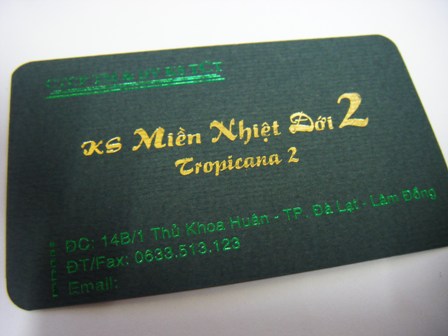 KS Miền Nhiệt Đới 2
Tropicana 2
ĐC: 14B/1 Thủ Khoa Huân - TP. Đà Lạt - Lâm Đồng
ĐT/Fax: 0633.513.123
Email: